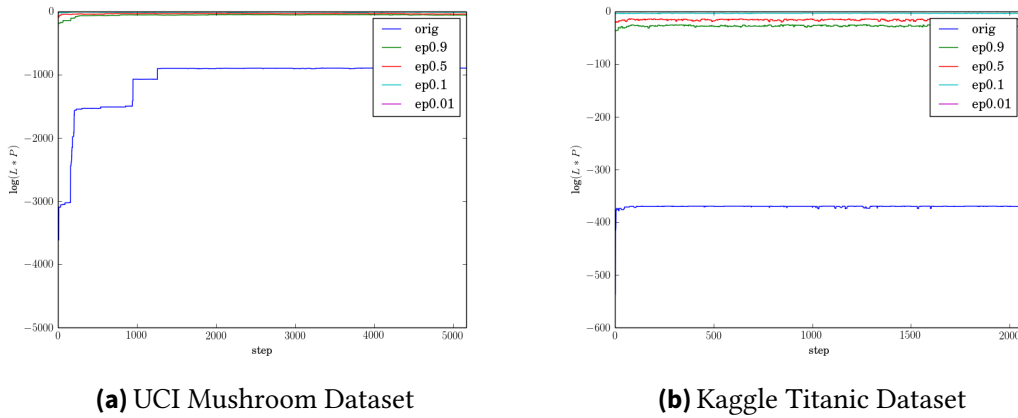 0
−1000
−2000
−3000
−4000
−5000
log(L * P)
0 1000 2000 3000 4000 5000
step
orig
ep0.9
ep0.5
ep0.1
ep0.01
(a) UCI Mushroom Dataset
0
−100
−200
−300
−400
−500
−600
log(L * P)
0 500 1000 1500 2000
step
orig
ep0.9
ep0.5
ep0.1
ep0.01
(b) Kaggle Titanic Dataset